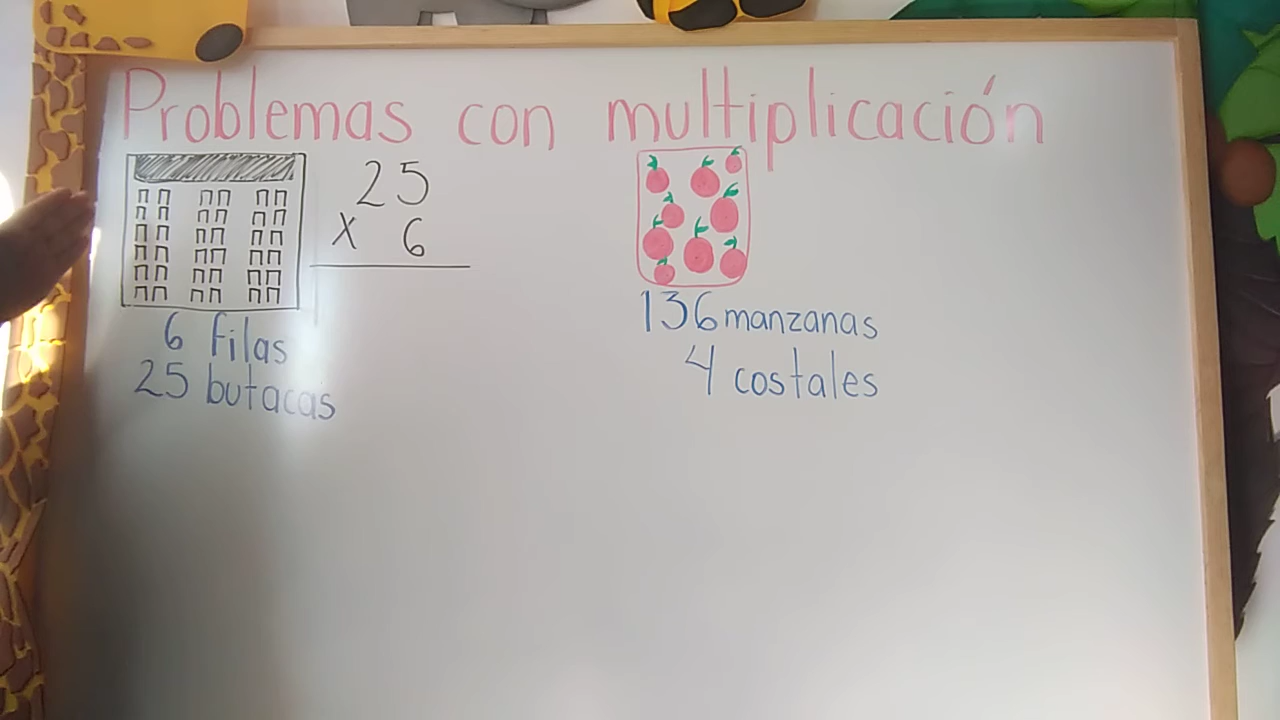 Problemas con multiplicación
25
x 6
6 filas
25 butacas
136 manzanas
4 costales